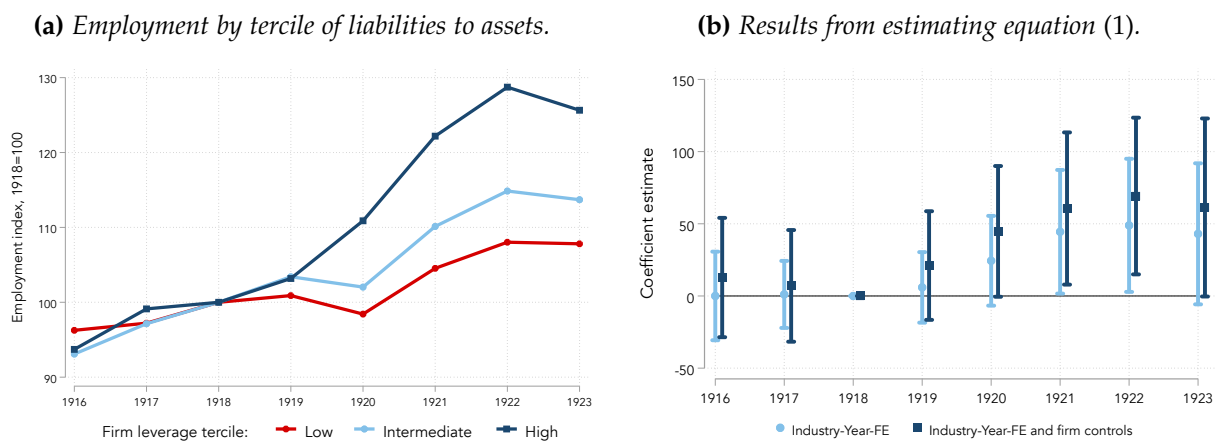 (a) Employment by tercile of liabilities to assets.
Employment index, 1918=100
130
120
110
100
90
1916 1917 1918 1919 1920 1921 1922 1923
Firm leverage tercile: Low Intermediate High
(b) Results from estimating equation (1).
Coefficient estimate
150
100
50
0
-50
1916 1917 1918 1919 1920 1921 1922 1923
Industry-Year-FE Industry-Year-FE and firm controls